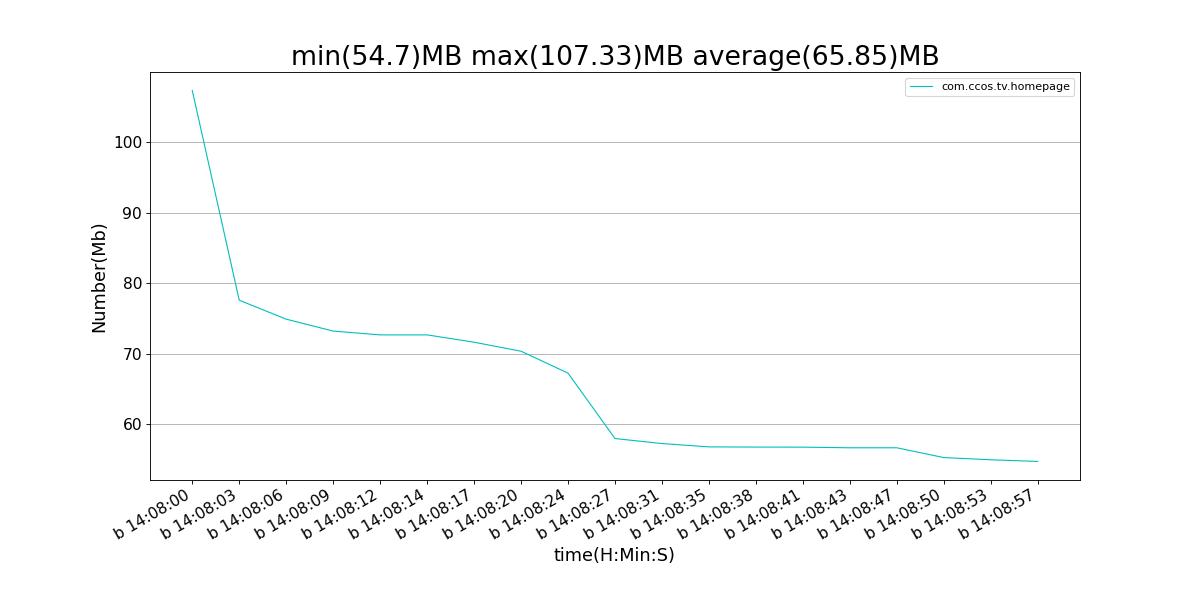 min(54.7)MB max(107.33)MB average(65.85)MB
com.ccos.tv.homepage
100
90
80
70
60
Number(Mb)
b 14:08:00
b 14:08:03
b 14:08:06
b 14:08:09
b 14:08:12
b 14:08:14
b 14:08:17
b 14:08:20
b 14:08:24
b 14:08:27
b 14:08:31
b 14:08:35
b 14:08:38
b 14:08:41
b 14:08:43
b 14:08:47
b 14:08:50
b 14:08:53
b 14:08:57
time(H:Min:S)